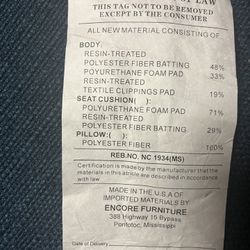 LAW
THIS TAG NOT TO BE REMOVED
EXCEPT BY THE CONSUMER
ALL NEW MATERIAL CONSISTING OF
BODY:
RESIN-TREATED
POLYESTER FIBER BATTING 48%
POYURETHANE FOAM PAD 33%
RESIN-TREATED
TEXTILE CLIPPINGS PAD 19%
SEAT CUSHION( ):
POLYURETHANE FOAM PAD 71%
RESIN-TREATED
POLYESTER FIBER BATTING 29%
PILLOW:( ):
POLYESTER FIBER 100%
REB.NO. NC 1934(MS)
Certification is made by the manufacturer that the
materials in this atricle are described in accordance
with law
MADE IN THE U.S.A OF
IMPORTED MATERIALS BY
ENCORE FURNITURE
388 Highway 15 Bypass
Pontotoc, Mississippi
Date of Delivery